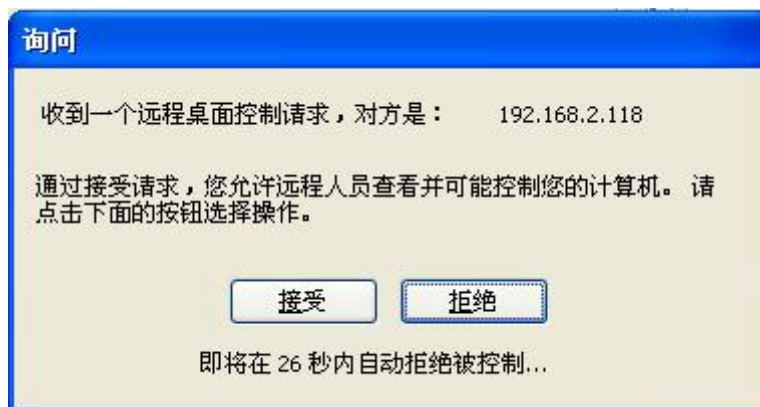 询问
收到一个远程桌面控制请求，对方是： 192.168.2.118
通过接受请求，您允许远程人员查看并可能控制您的计算机。 请
点击下面的按钮选择操作。
接受 拒绝
即将在 26 秒内自动拒绝被控制...